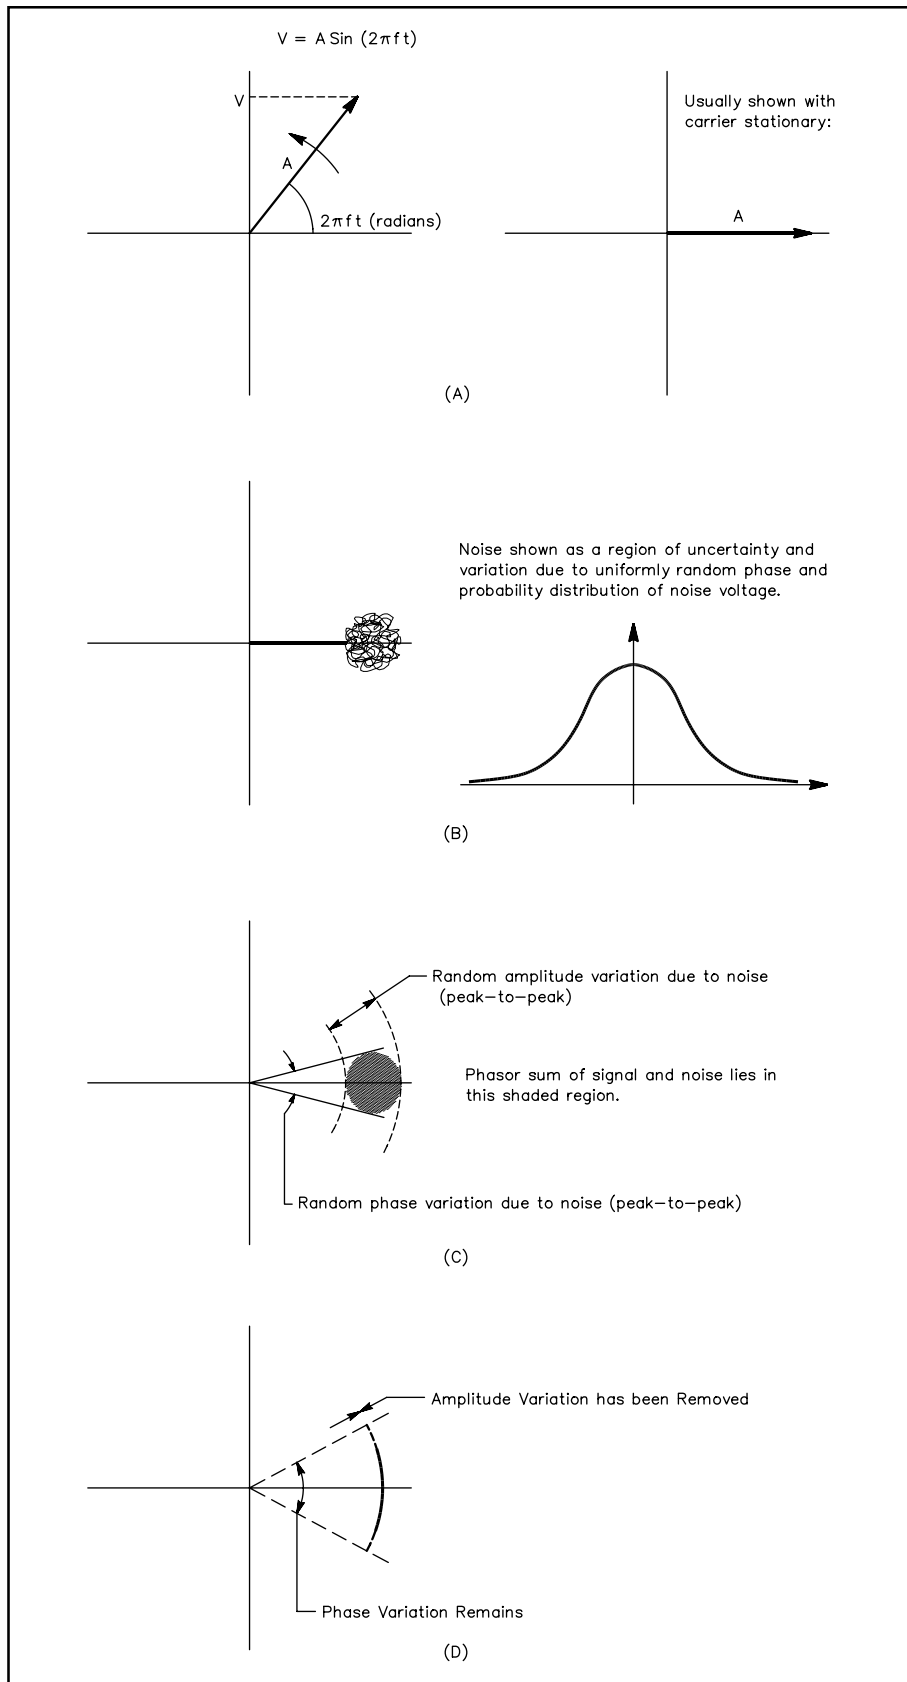 V = A Sin (2πft)
V
A
2πft (radians)
Usually shown with
carrier stationary:
A
(A)
Noise shown as a region of uncertainty and
variation due to uniformly random phase and
probability distribution of noise voltage.
(B)
Random amplitude variation due to noise
(peak-to-peak)
Phasor sum of signal and noise lies in
this shaded region.
Random phase variation due to noise (peak-to-peak)
(C)
Amplitude Variation has been Removed
Phase Variation Remains
(D)